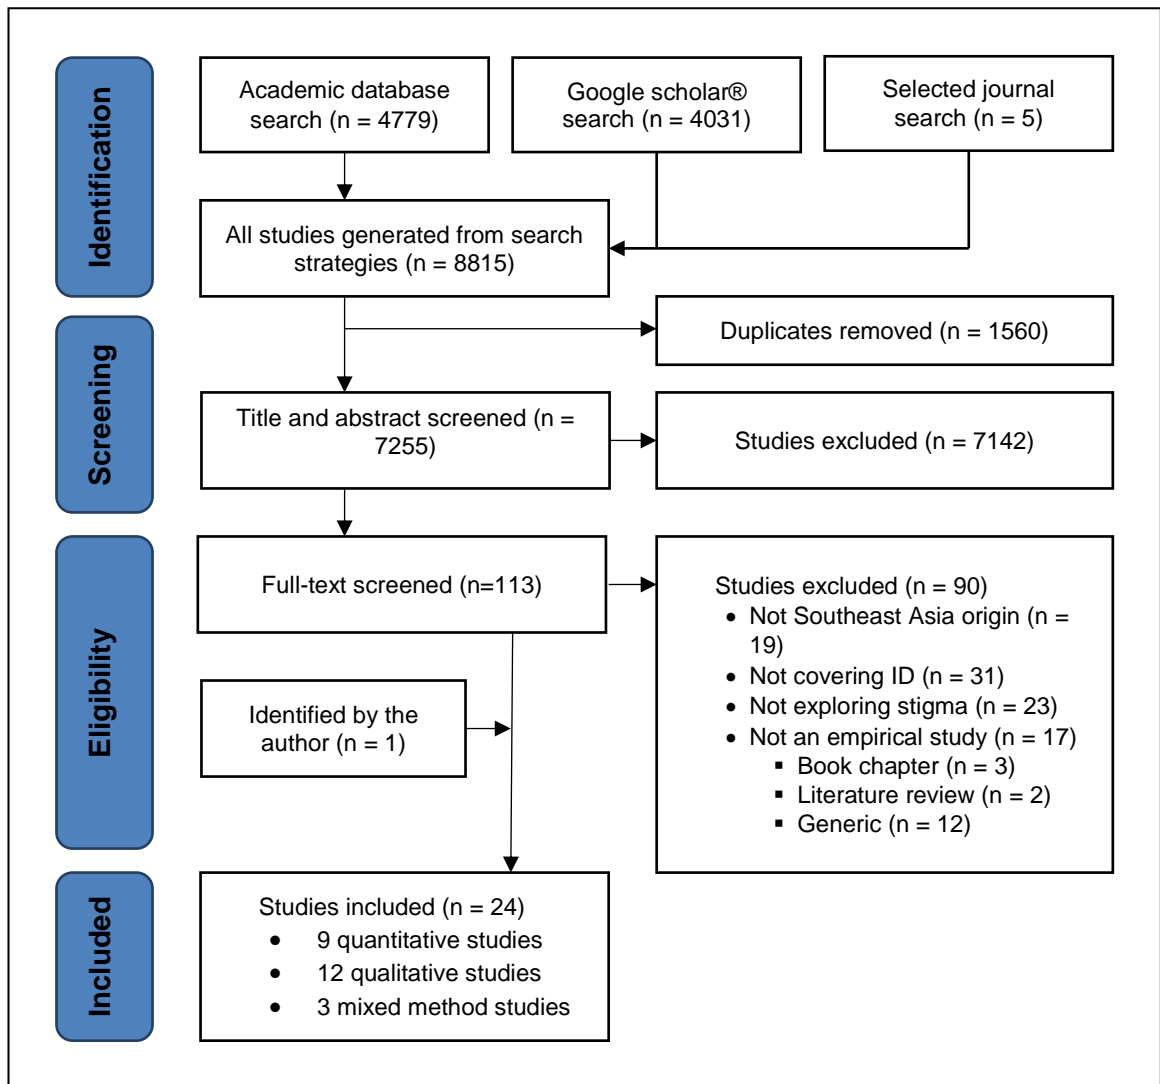 Identification
Academic database
search (n = 4779)
Google scholar®
search (n = 4031)
Selected journal
search (n = 5)
All studies generated from search
strategies (n = 8815)
Screening
Duplicates removed (n = 1560)
Title and abstract screened (n =
7255)
Studies excluded (n = 7142)
Eligibility
Full-text screened (n=113)
Studies excluded (n = 90)
• Not Southeast Asia origin (n =
19)
• Not covering ID (n = 31)
• Not exploring stigma (n = 23)
• Not an empirical study (n = 17)
▪ Book chapter (n = 3)
▪ Literature review (n = 2)
▪ Generic (n = 12)
Identified by the
author (n = 1)
Included
Studies included (n = 24)
• 9 quantitative studies
• 12 qualitative studies
• 3 mixed method studies